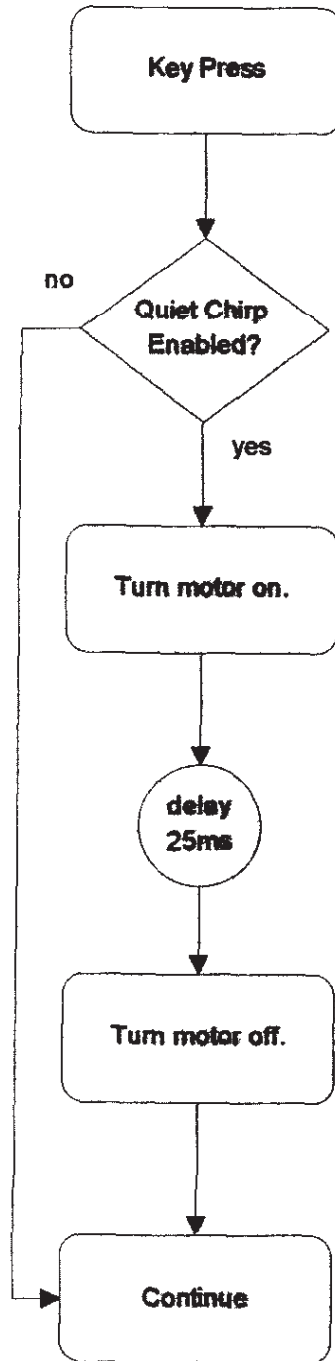 Key Press
no
Quiet Chirp
Enabled?
yes
Turn motor on.
delay
25ms
Turn motor off.
Continue